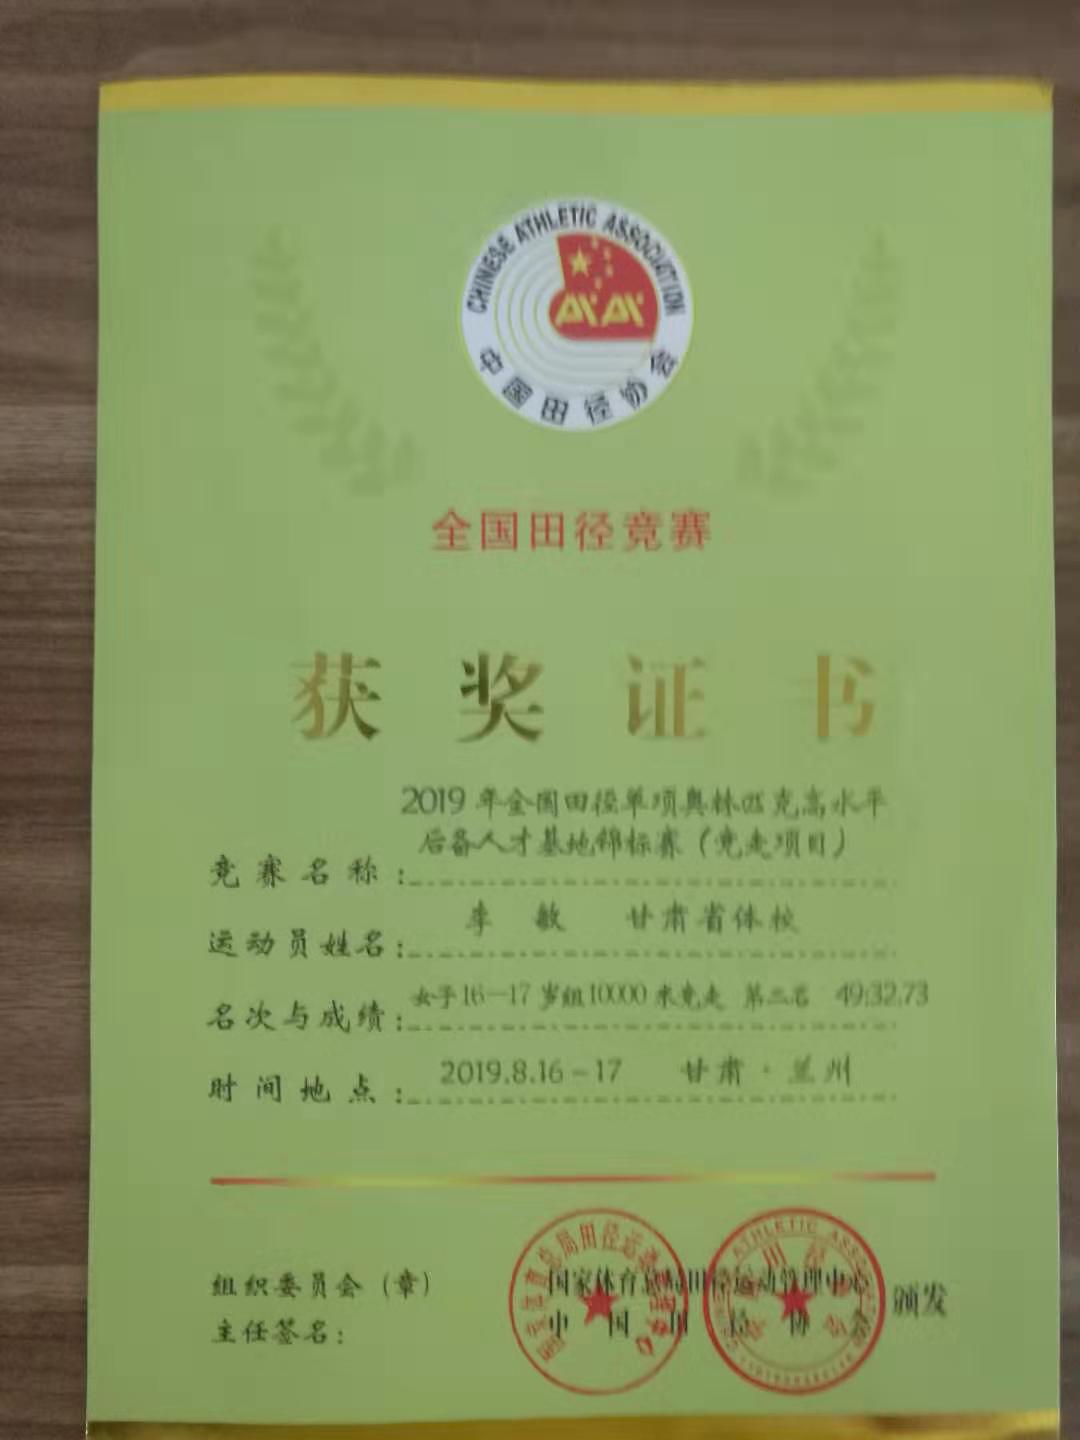 CHINESE ATHLETIC ASSOCIATION
中国田径协会
全国田径竞赛
获奖证书
2019年全国田径单项奥林匹克高水平
后备人才基地锦标赛（竞走项目）
竞赛名称：
李敏 甘肃省体校
运动员姓名：
女子16—17岁组10000米竞走 第二名 49:32.73
名次与成绩：
2019.8.16-17 甘肃·兰州
时间地点：
组织委员会（章）
国家体育总局田径运动管理中心
中国田径协会
颁发
主任签名：